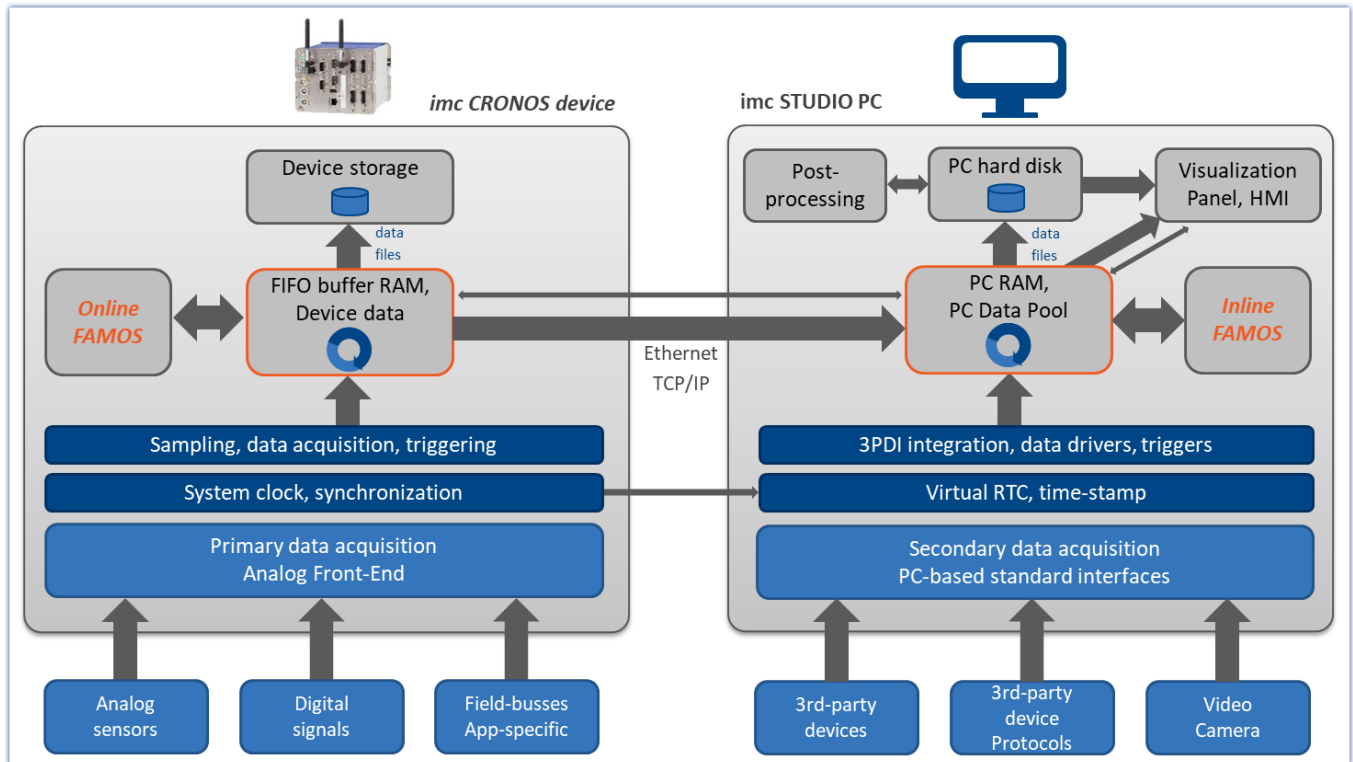 imc CRONOS device
Device storage
data
files
Online
FAMOS
FIFO buffer RAM,
Device data
Sampling, data acquisition, triggering
System clock, synchronization
Primary data acquisition
Analog Front-End
Analog
sensors
Digital
signals
Field-busses
App-specific
Ethernet
TCP/IP
imc STUDIO PC
Post-
processing
PC hard disk
Visualization
Panel, HMI
data
files
PC RAM,
PC Data Pool
Inline
FAMOS
3PDI integration, data drivers, triggers
Virtual RTC, time-stamp
Secondary data acquisition
PC-based standard interfaces
3rd-party
devices
3rd-party
device
Protocols
Video
Camera